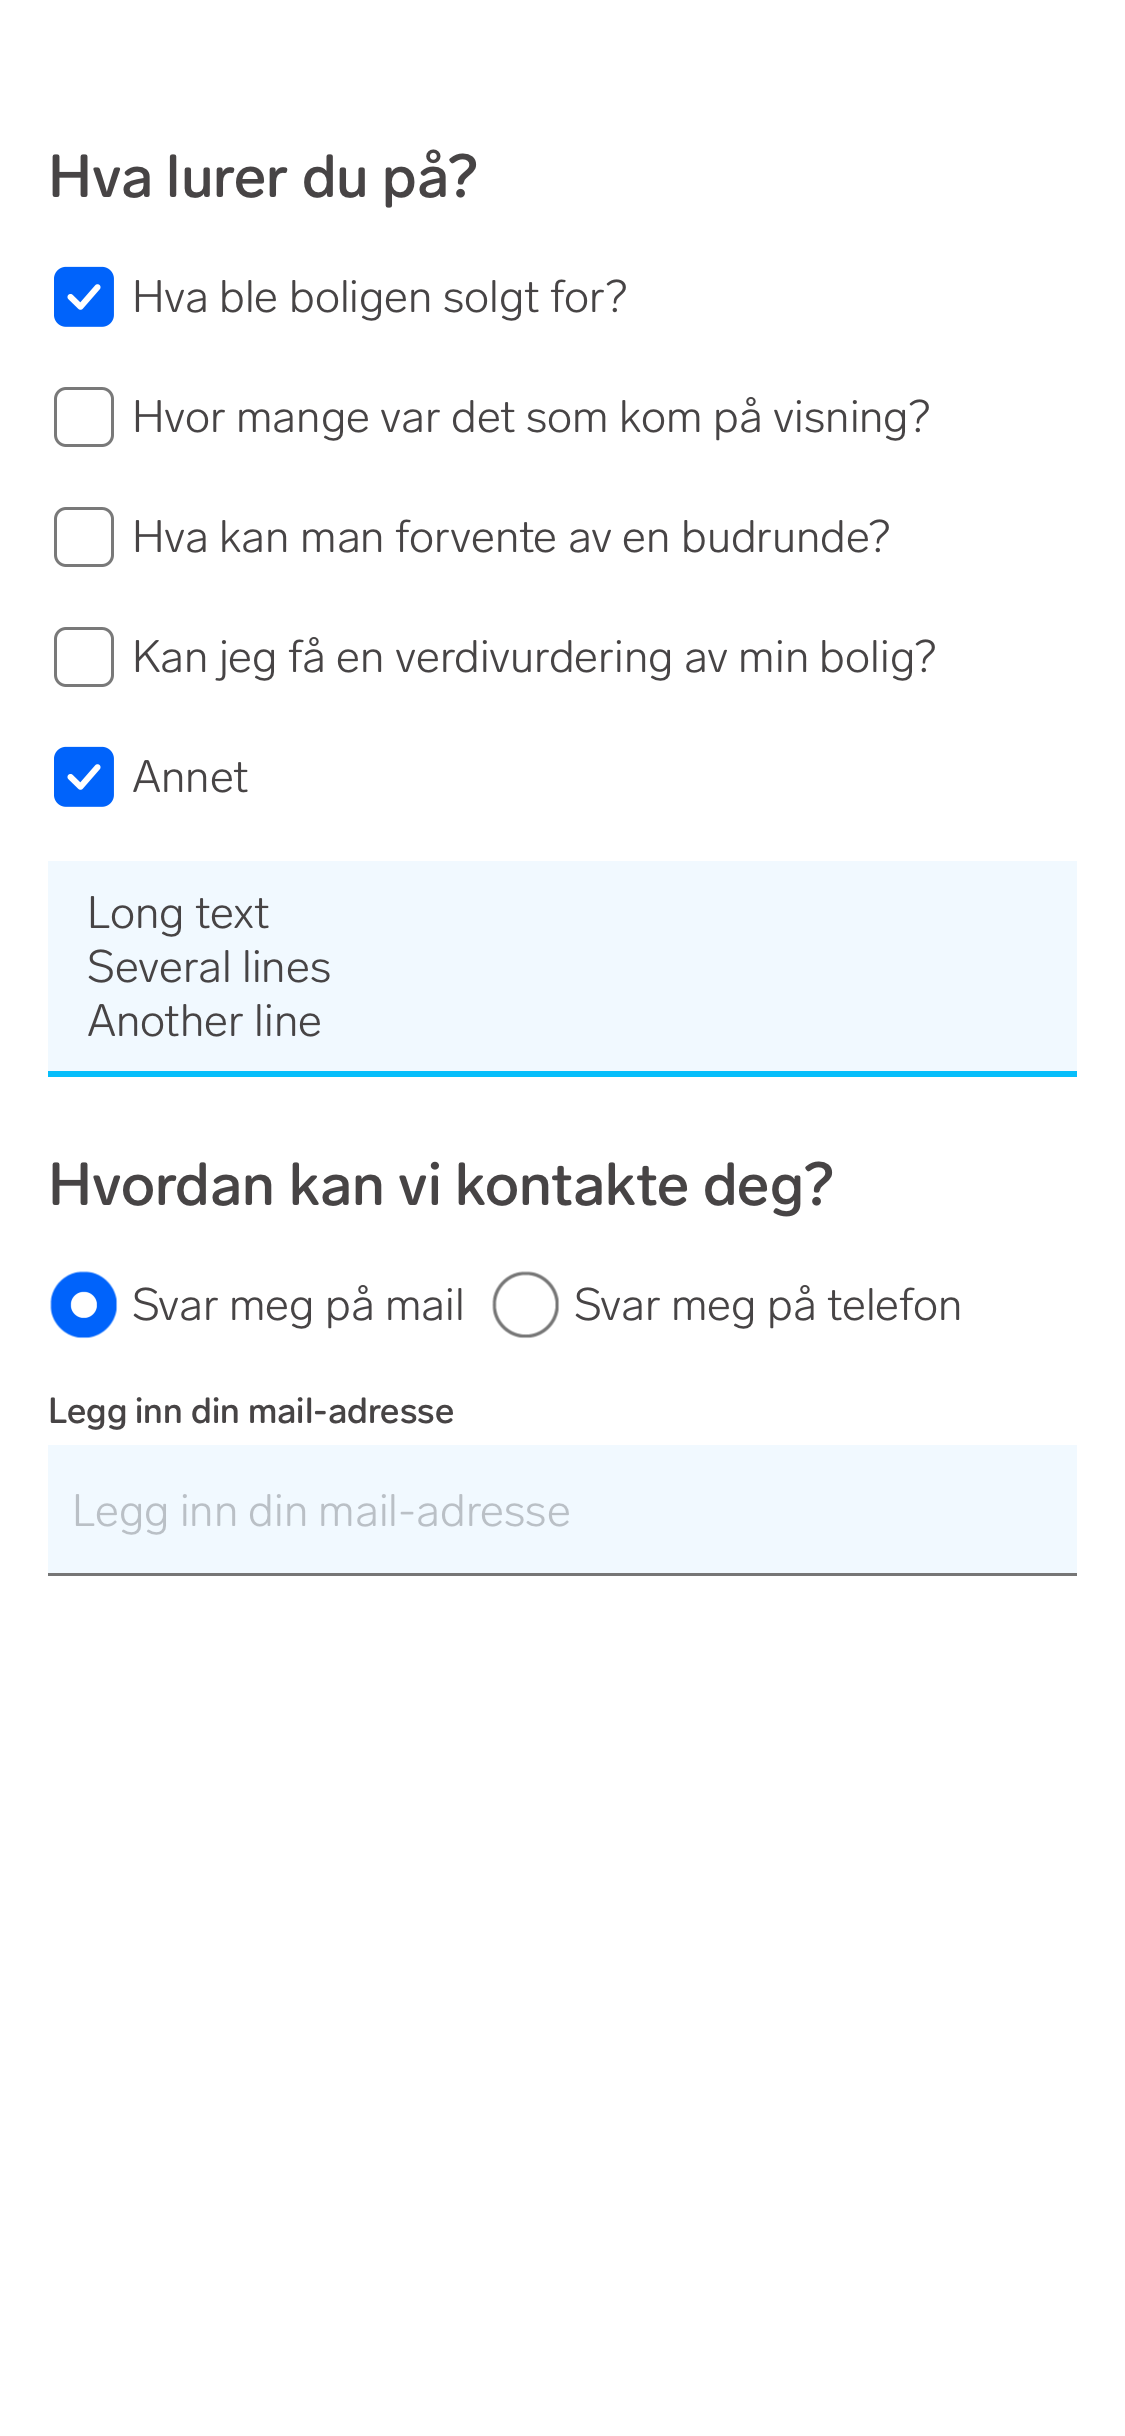 Hva lurer du på?
Hva ble boligen solgt for?
Hvor mange var det som kom på visning?
Hva kan man forvente av en budrunde?
Kan jeg få en verdivurdering av min bolig?
Annet
Long text
Several lines
Another line
Hvordan kan vi kontakte deg?
Svar meg på mail Svar meg på telefon
Legg inn din mail-adresse
Legg inn din mail-adresse